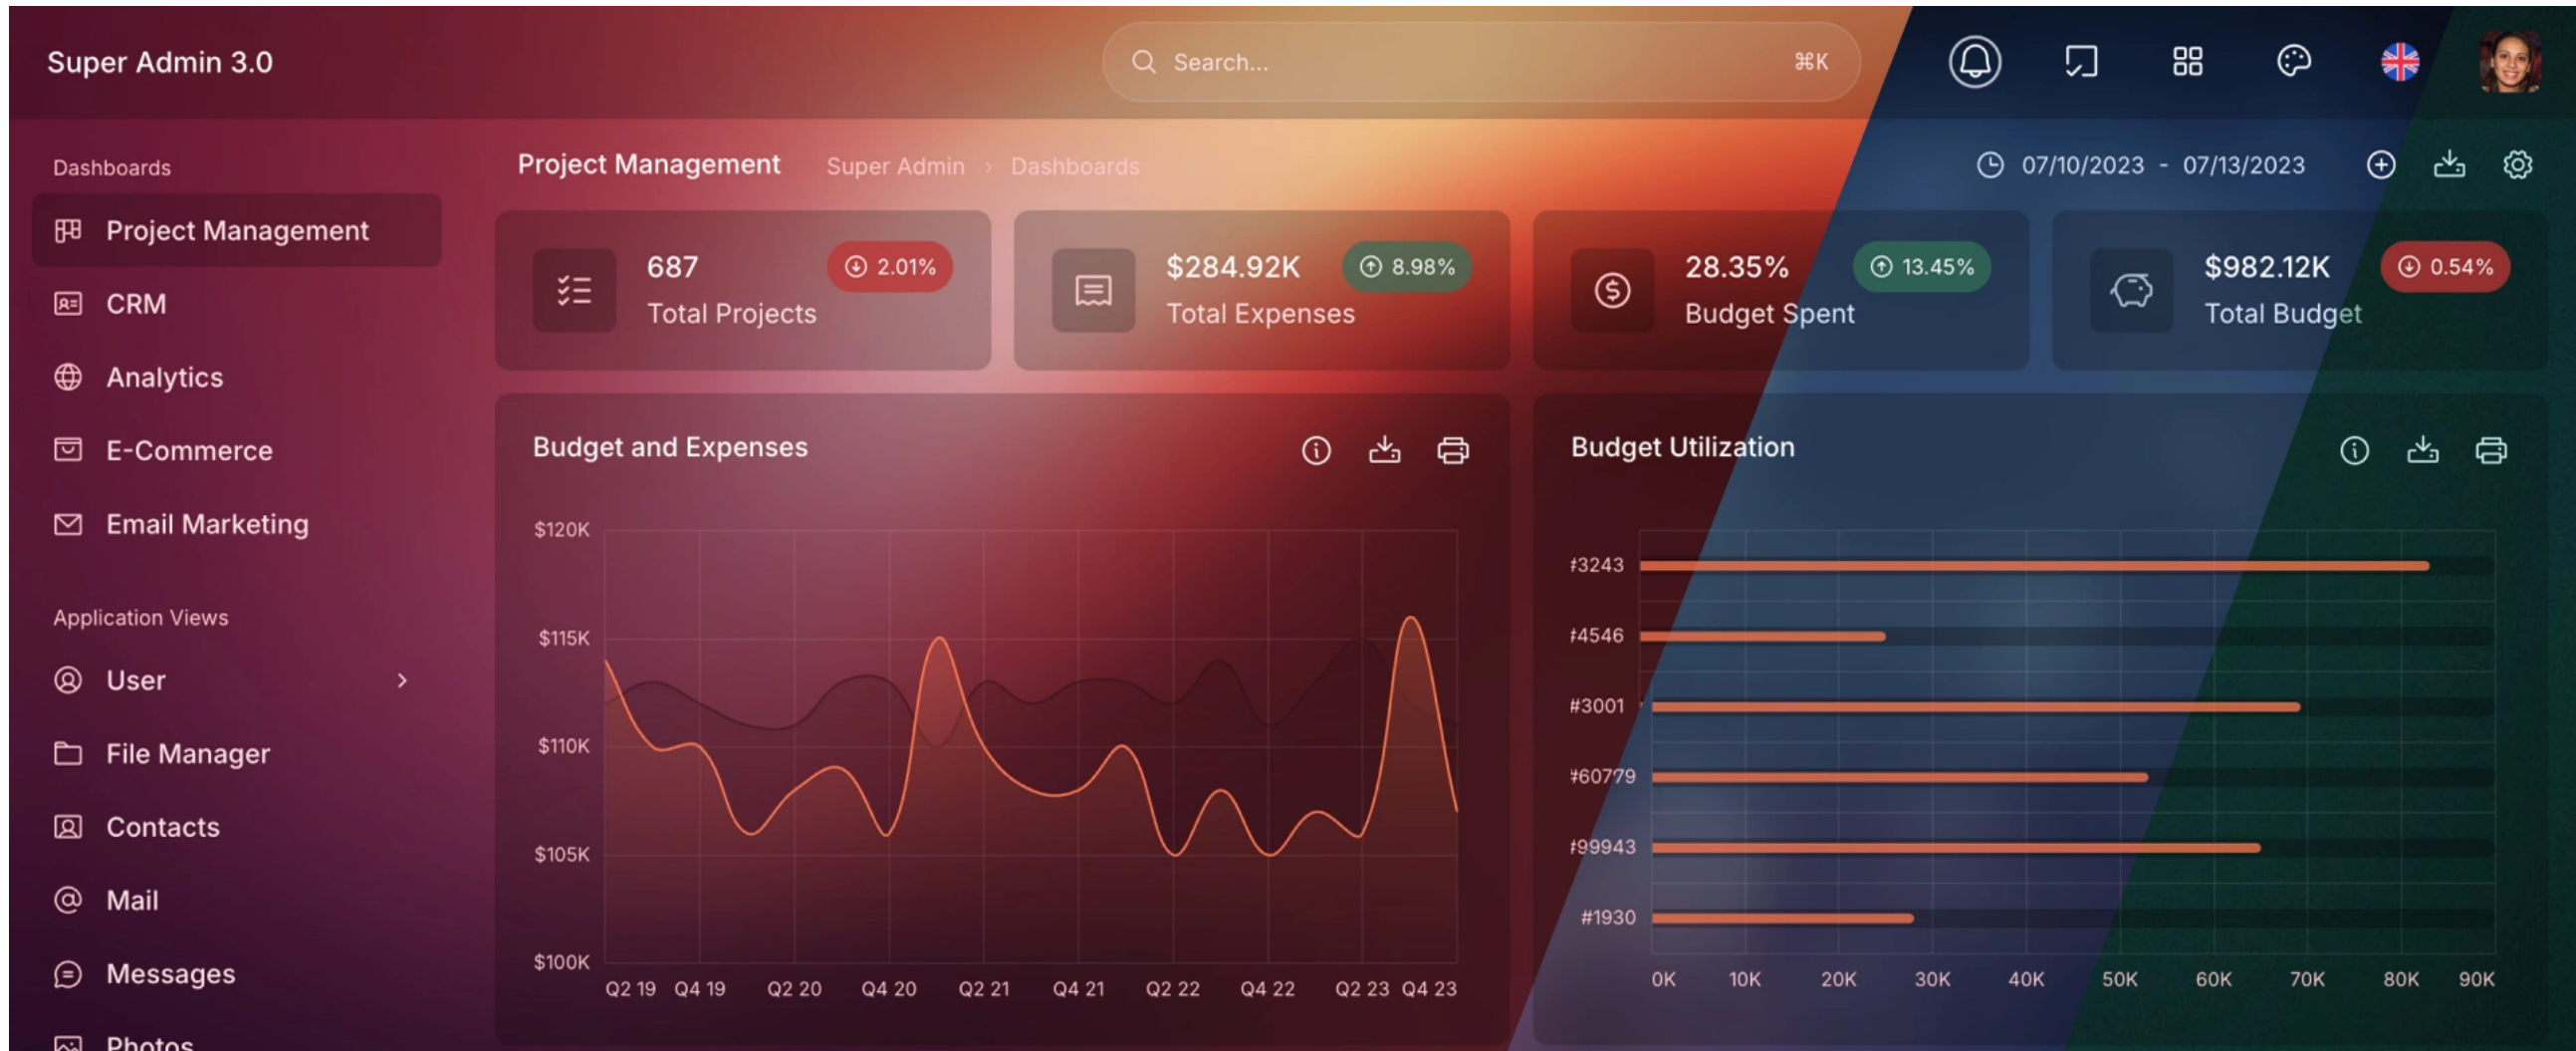 Super Admin 3.0
Search...
⌘K
Dashboards
Project Management
CRM
Analytics
E-Commerce
Email Marketing
Application Views
User
File Manager
Contacts
Mail
Messages
Photos
Project Management
Super Admin > Dashboards
07/10/2023 - 07/13/2023
687
2.01%
Total Projects
$284.92K
8.98%
Total Expenses
28.35%
13.45%
Budget Spent
$982.12K
0.54%
Total Budget
Budget and Expenses
$120K
$115K
$110K
$105K
$100K
Q2 19 Q4 19 Q2 20 Q4 20 Q2 21 Q4 21 Q2 22 Q4 22 Q2 23 Q4 23
Budget Utilization
#3243
#4546
#3001
#60779
#99943
#1930
0K 10K 20K 30K 40K 50K 60K 70K 80K 90K